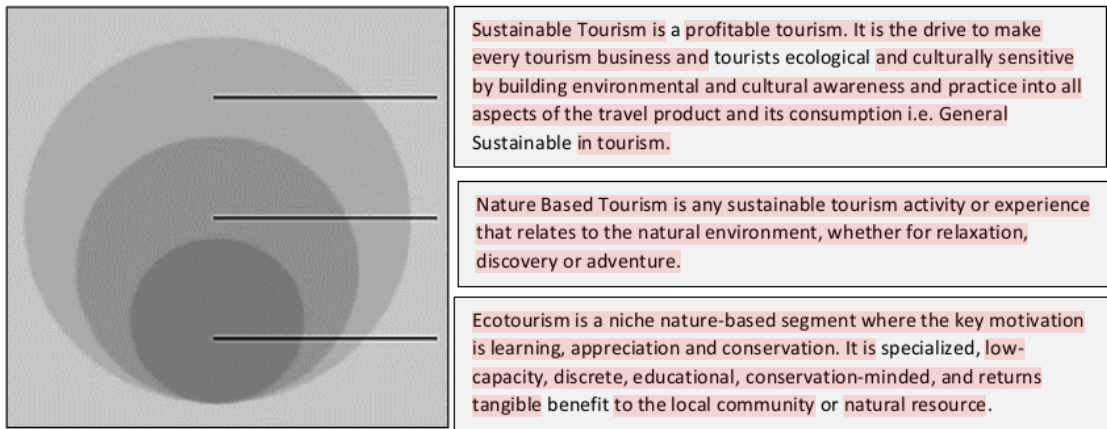 Sustainable Tourism is a profitable tourism. It is the drive to make
every tourism business and tourists ecological and culturally sensitive
by building environmental and cultural awareness and practice into all
aspects of the travel product and its consumption i.e. General
Sustainable in tourism.
Nature Based Tourism is any sustainable tourism activity or experience
that relates to the natural environment, whether for relaxation,
discovery or adventure.
Ecotourism is a niche nature-based segment where the key motivation
is learning, appreciation and conservation. It is specialized, low-
capacity, discrete, educational, conservation-minded, and returns
tangible benefit to the local community or natural resource.